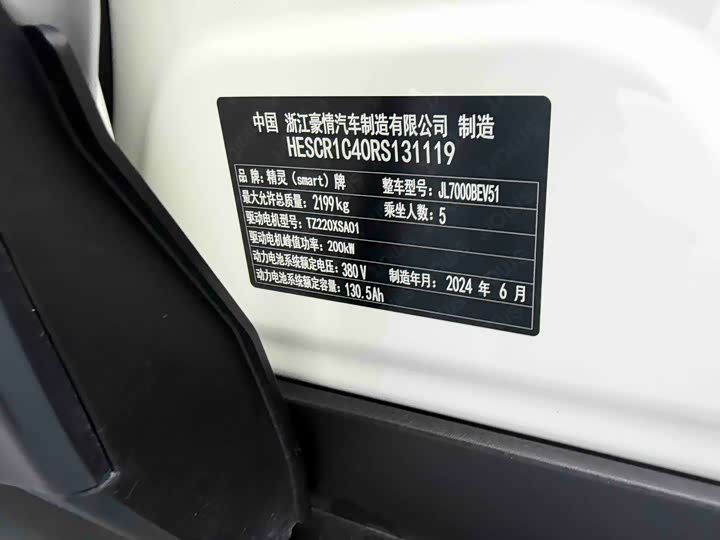 中国 浙江豪情汽车制造有限公司 制造
HESCR1C40RS131119
品 牌：精灵（smart）牌 整车型号：JL7000BEV51
最大允许总质量：2199kg 乘坐人数：5
驱动电机型号：TZ220XSA01
驱动电机峰值功率：200kW
动力电池系统额定电压：380V 制造年月：2024 年 6 月
动力电池系统额定容量：130.5Ah